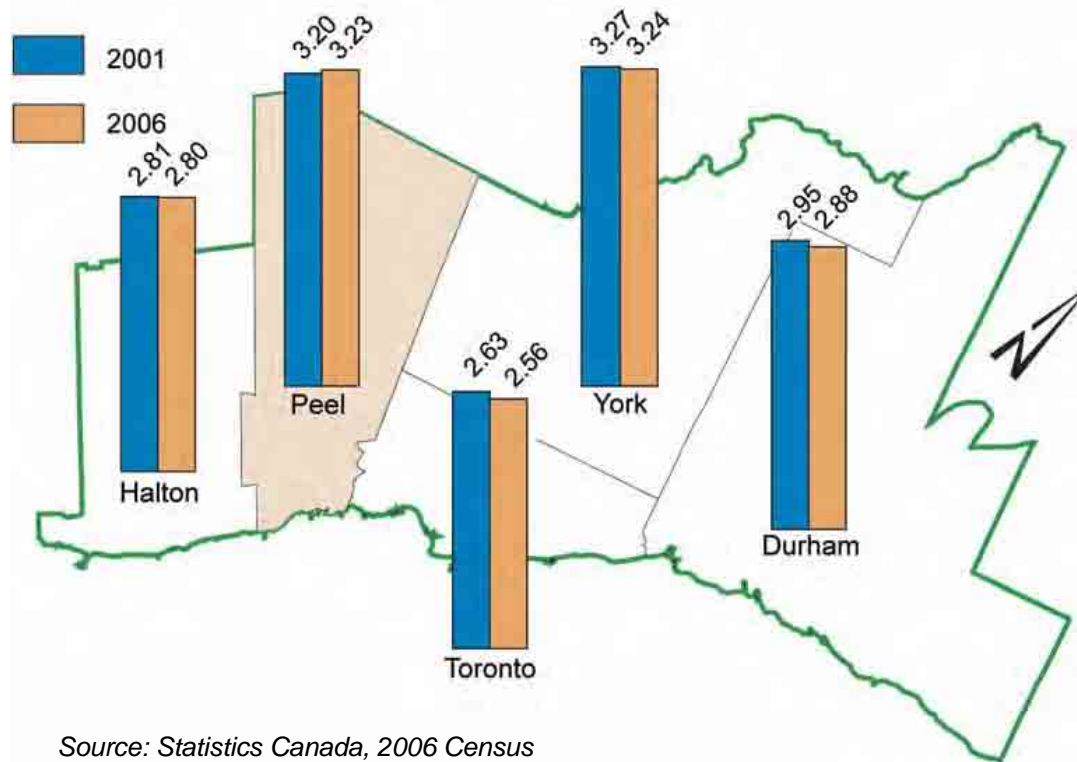 2001
2006
2.81 2.80
Halton
3.20 3.23
Peel
2.63 2.56
Toronto
3.27 3.24
York
2.95 2.88
Durham
N
Source: Statistics Canada, 2006 Census